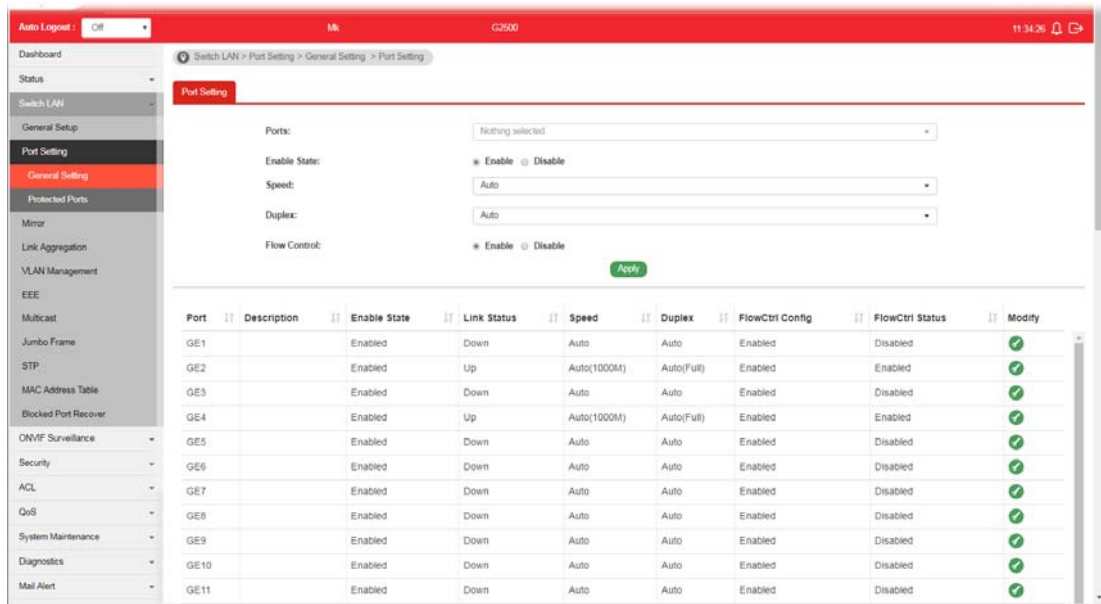 Auto Logout : Off Mk G2500 11:34:26
Switch LAN > Port Setting > General Setting > Port Setting
Dashboard
Status
Switch LAN
General Setup
Port Setting
General Setting
Protected Ports
Mirror
Link Aggregation
VLAN Management
EEE
Multicast
Jumbo Frame
STP
MAC Address Table
Blocked Port Recover
ONVIF Surveillance
Security
ACL
QoS
System Maintenance
Diagnostics
Mail Alert
Port Setting
Ports: Nothing selected
Enable State: Enable Disable
Speed: Auto
Duplex: Auto
Flow Control: Enable Disable
Apply
Port Description Enable State Link Status Speed Duplex FlowCtrl Config FlowCtrl Status Modify
GE1 Enabled Down Auto Auto Enabled Disabled
GE2 Enabled Up Auto(1000M) Auto(Full) Enabled Enabled
GE3 Enabled Down Auto Auto Enabled Disabled
GE4 Enabled Up Auto(1000M) Auto(Full) Enabled Enabled
GE5 Enabled Down Auto Auto Enabled Disabled
GE6 Enabled Down Auto Auto Enabled Disabled
GE7 Enabled Down Auto Auto Enabled Disabled
GE8 Enabled Down Auto Auto Enabled Disabled
GE9 Enabled Down Auto Auto Enabled Disabled
GE10 Enabled Down Auto Auto Enabled Disabled
GE11 Enabled Down Auto Auto Enabled Disabled